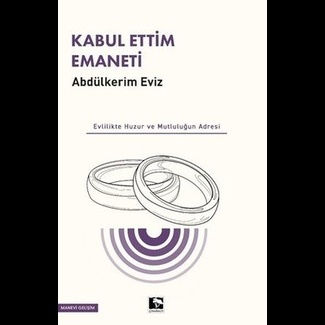 KABUL ETTİM
EMANETİ
Abdülkerim Eviz
Evlilikte Huzur ve Mutluluğun Adresi
MANEVİ GELİŞİM